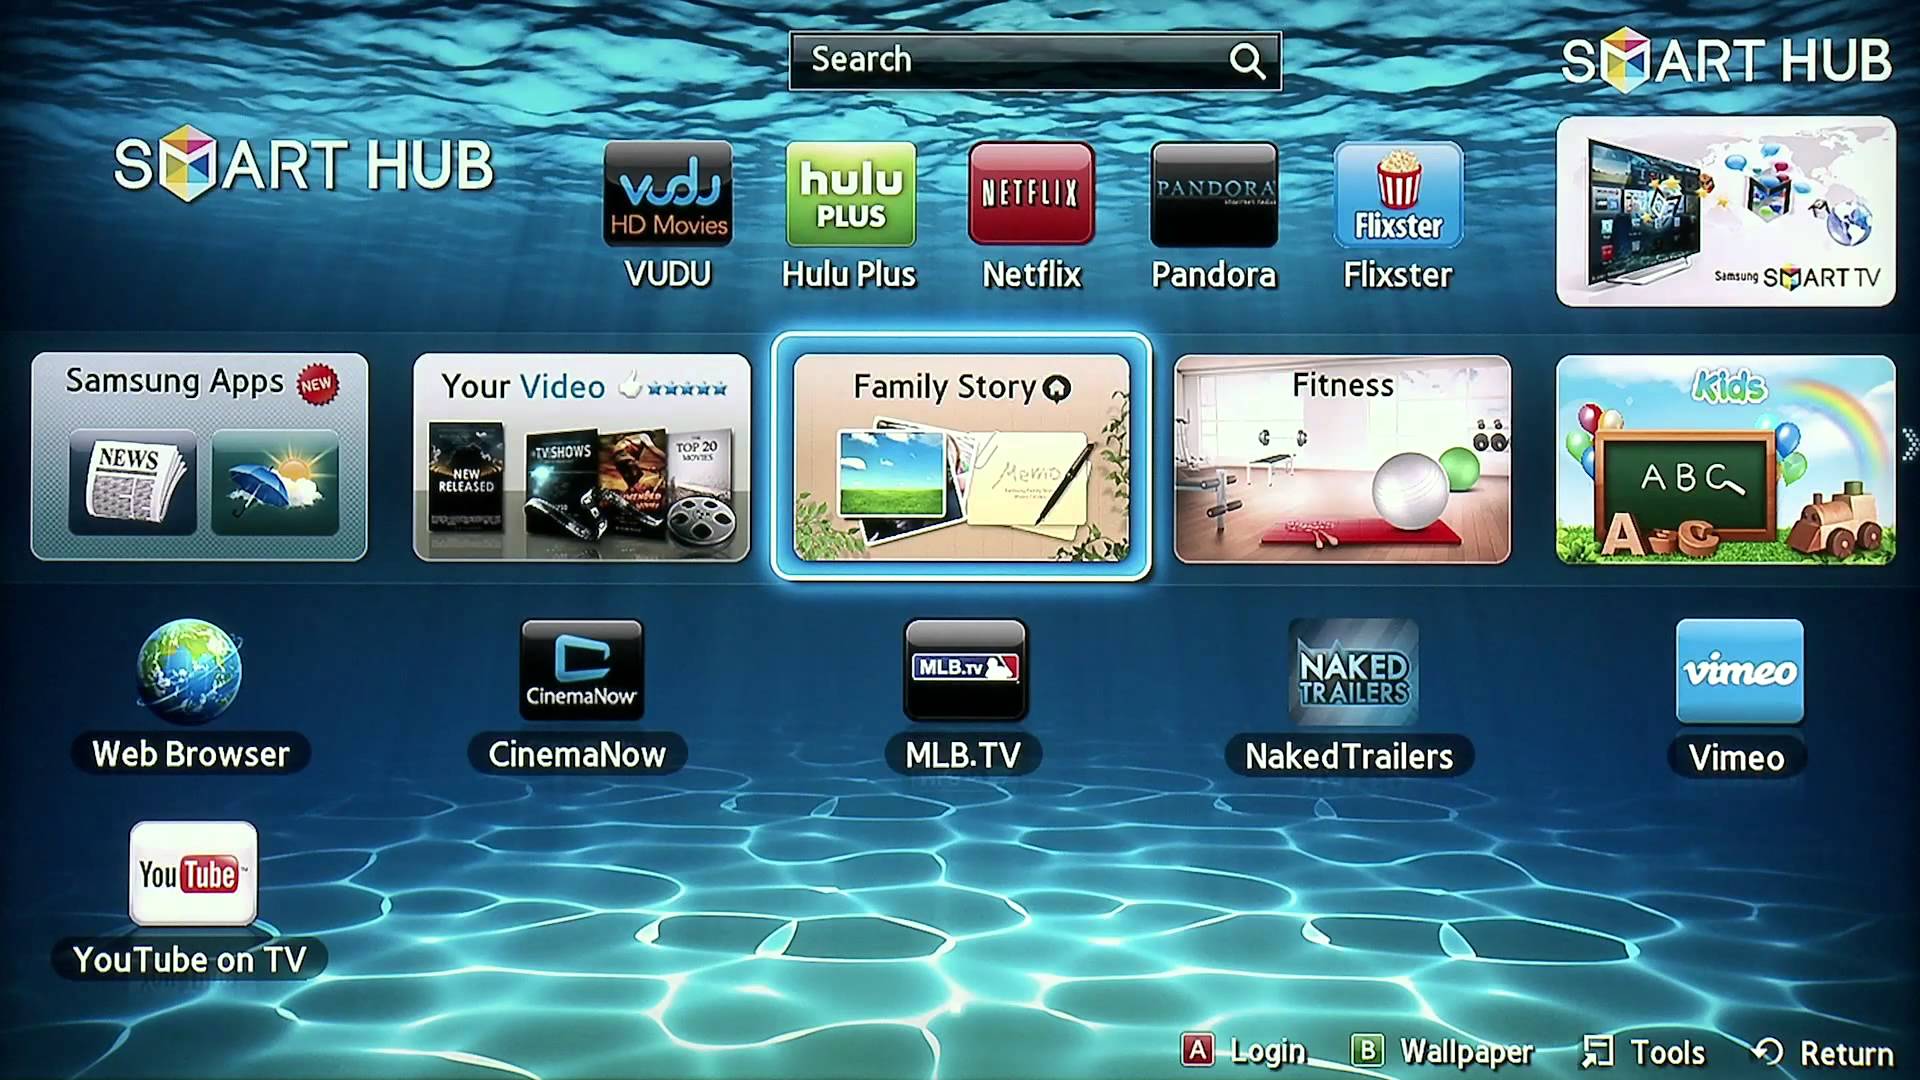 Search
SMART HUB
SMART HUB
vudu
HD Movies
hulu
PLUS
NETFLIX
PANDORA
internet radio
Flixster
Samsung SMART TV
VUDU
Hulu Plus
Netflix
Pandora
Flixster
Samsung Apps NEW
NEWS
Your Video
NEW
RELEASED
TV SHOWS
TOP 20
MOVIES
Family Story
Memo
Fitness
Kids
ABC
A B C
NAKED
TRAILERS
CinemaNow
MLB.TV
vimeo
Web Browser
CinemaNow
MLB.TV
NakedTrailers
Vimeo
YouTube
YouTube on TV
A Login
B Wallpaper
Tools
Return